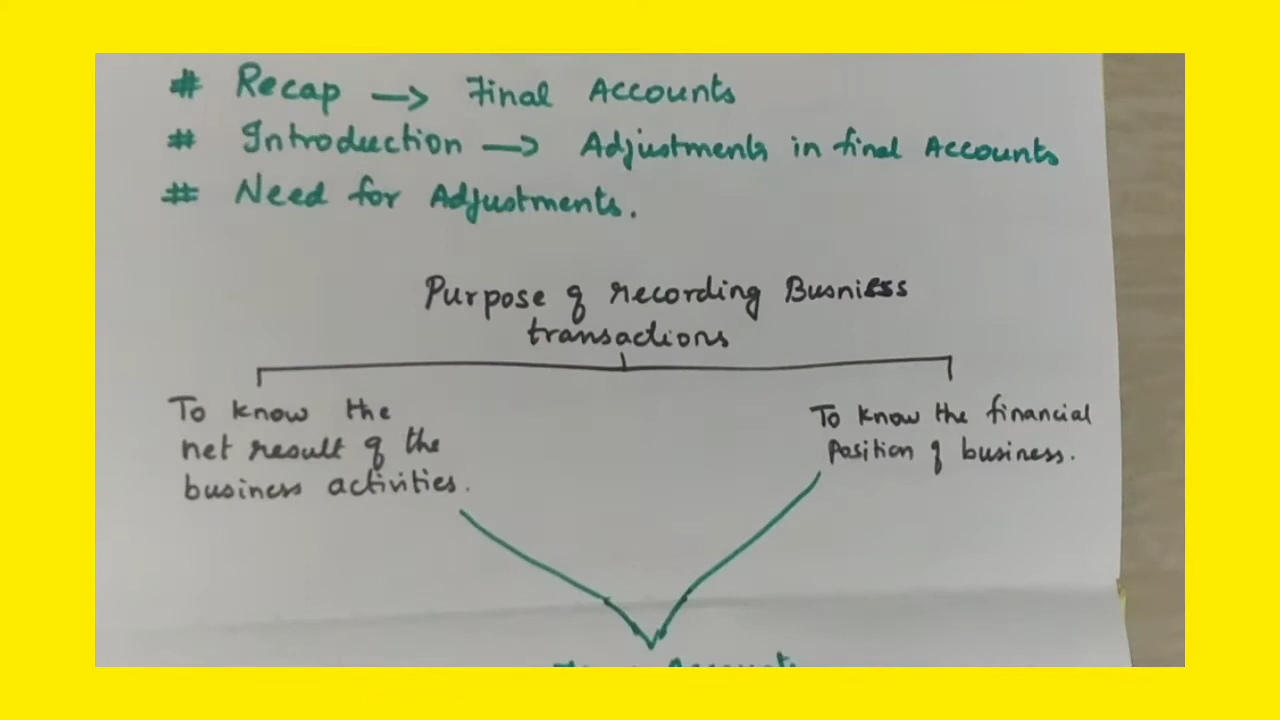 # Recap → Final Accounts
# Introduction → Adjustments in final Accounts
# Need for Adjustments.
Purpose of recording Busniess
transactions
To know the
net result of the
business activities.
To know the financial
Position of business.